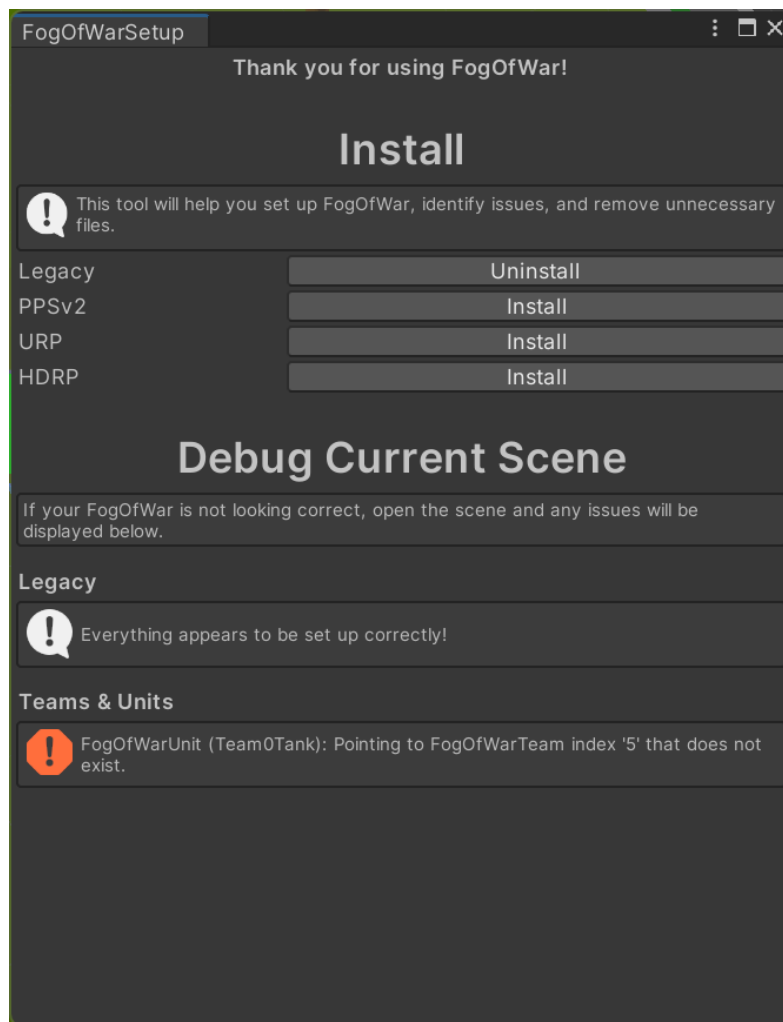 FogOfWarSetup
Thank you for using FogOfWar!
Install
This tool will help you set up FogOfWar, identify issues, and remove unnecessary
files.
Legacy Uninstall
PPSv2 Install
URP Install
HDRP Install
Debug Current Scene
If your FogOfWar is not looking correct, open the scene and any issues will be
displayed below.
Legacy
Everything appears to be set up correctly!
Teams & Units
FogOfWarUnit (Team0Tank): Pointing to FogOfWarTeam index '5' that does not
exist.